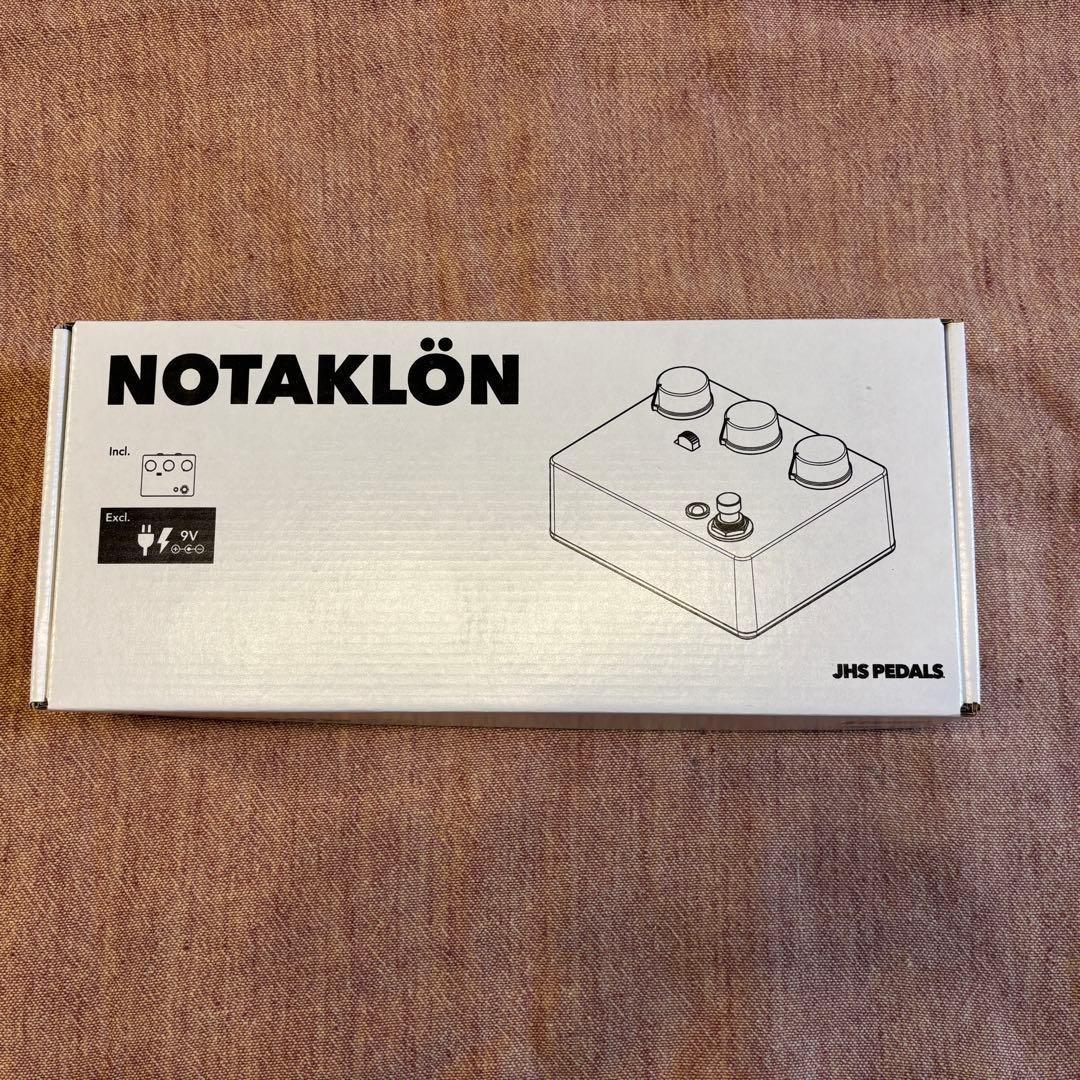 NOTAKLÖN
Incl.
Excl.
9V
JHS PEDALS